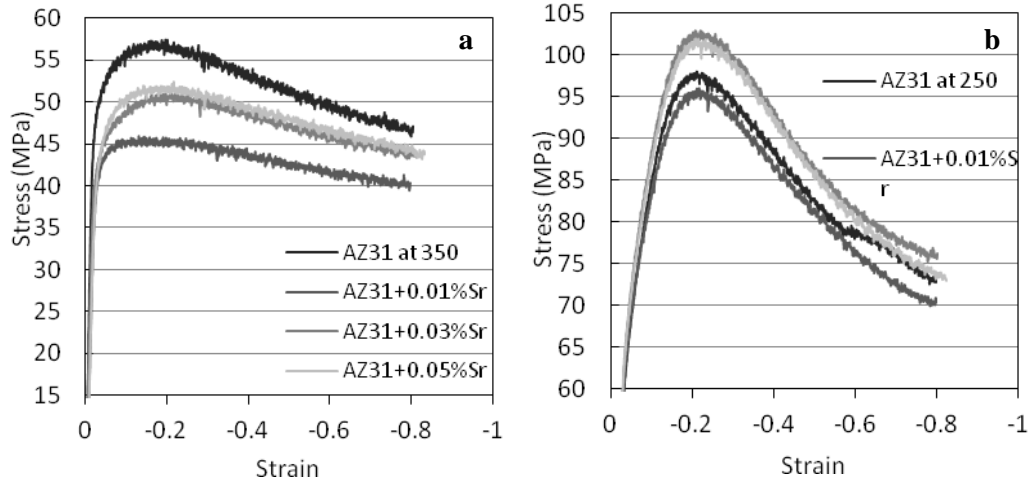 a
Stress (MPa)
60
55
50
45
40
35
30
25
20
15
AZ31 at 350
AZ31+0.01%Sr
AZ31+0.03%Sr
AZ31+0.05%Sr
0 -0.2 -0.4 -0.6 -0.8 -1
Strain
b
Stress (MPa)
105
100
95
90
85
80
75
70
65
60
AZ31 at 250
AZ31+0.01%S
r
0 -0.2 -0.4 -0.6 -0.8 -1
Strain